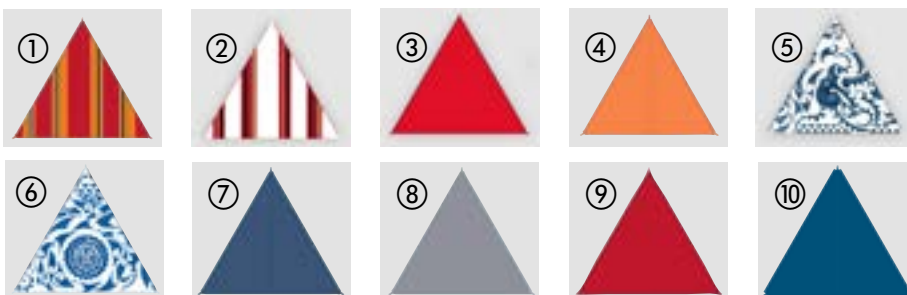 ① ② ③ ④ ⑤
⑥ ⑦ ⑧ ⑨ ⑩